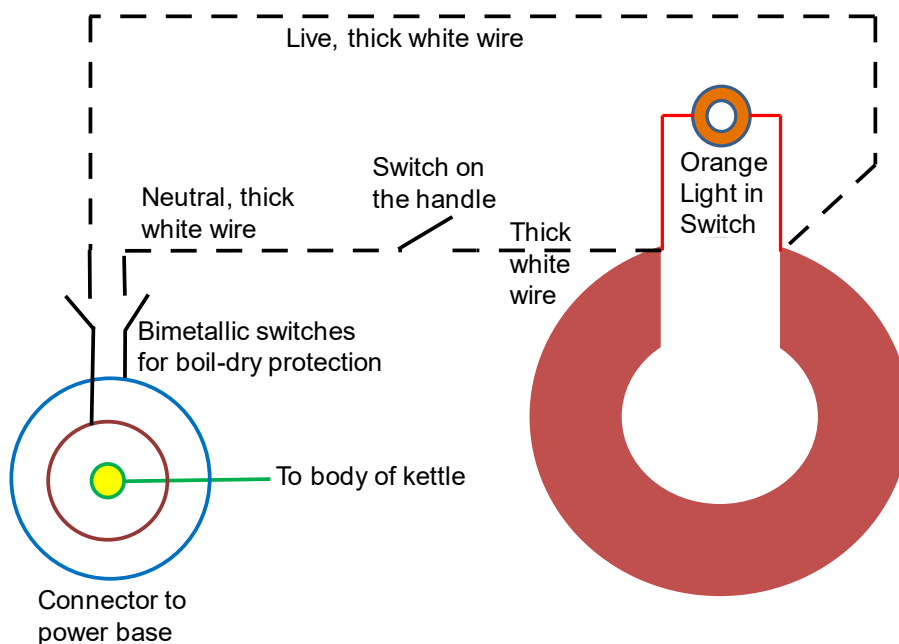 Live, thick white wire
Orange
Light in
Switch
Switch on
the handle
Neutral, thick
white wire
Thick
white
wire
Bimetallic switches
for boil-dry protection
To body of kettle
Connector to
power base